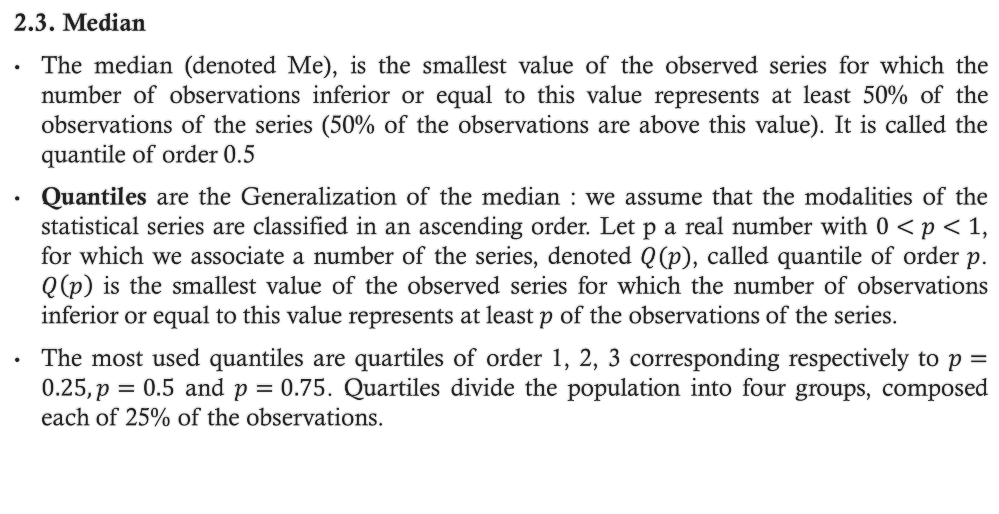 2.3. Median
• The median (denoted Me), is the smallest value of the observed series for which the
number of observations inferior or equal to this value represents at least 50% of the
observations of the series (50% of the observations are above this value). It is called the
quantile of order 0.5
• Quantiles are the Generalization of the median : we assume that the modalities of the
statistical series are classified in an ascending order. Let p a real number with 0 < p < 1,
for which we associate a number of the series, denoted Q(p), called quantile of order p.
Q(p) is the smallest value of the observed series for which the number of observations
inferior or equal to this value represents at least p of the observations of the series.
• The most used quantiles are quartiles of order 1, 2, 3 corresponding respectively to p =
0.25, p = 0.5 and p = 0.75. Quartiles divide the population into four groups, composed
each of 25% of the observations.